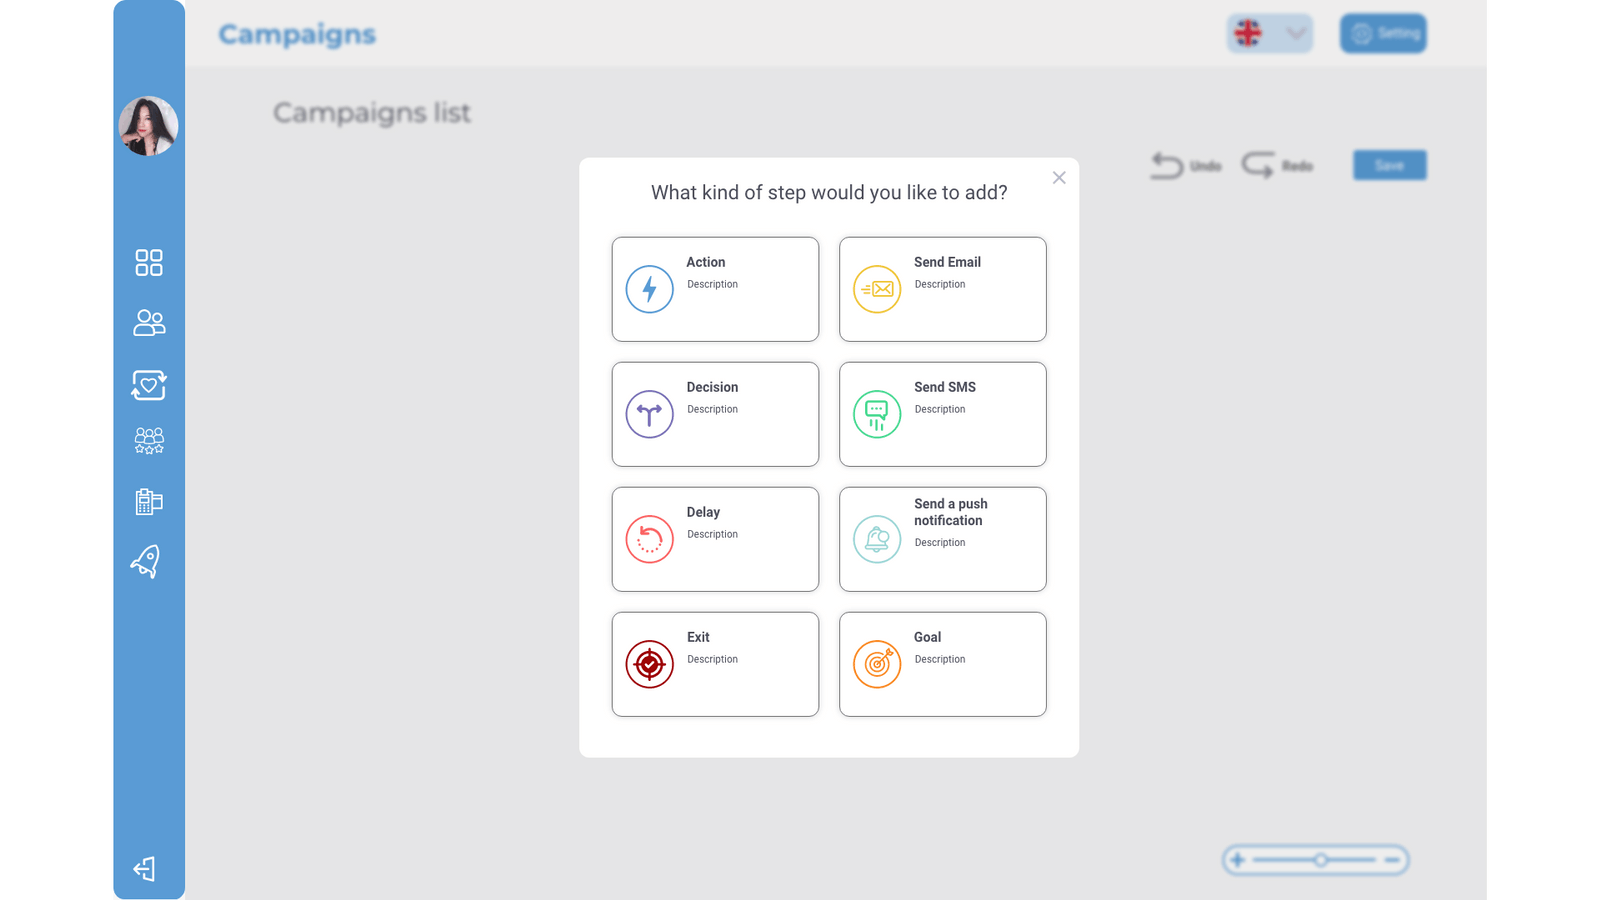 Campaigns
Setting
Campaigns list
Undo
Redo
Save
What kind of step would you like to add?
Action
Description
Send Email
Description
Decision
Description
Send SMS
Description
Delay
Description
Send a push
notification
Description
Exit
Description
Goal
Description